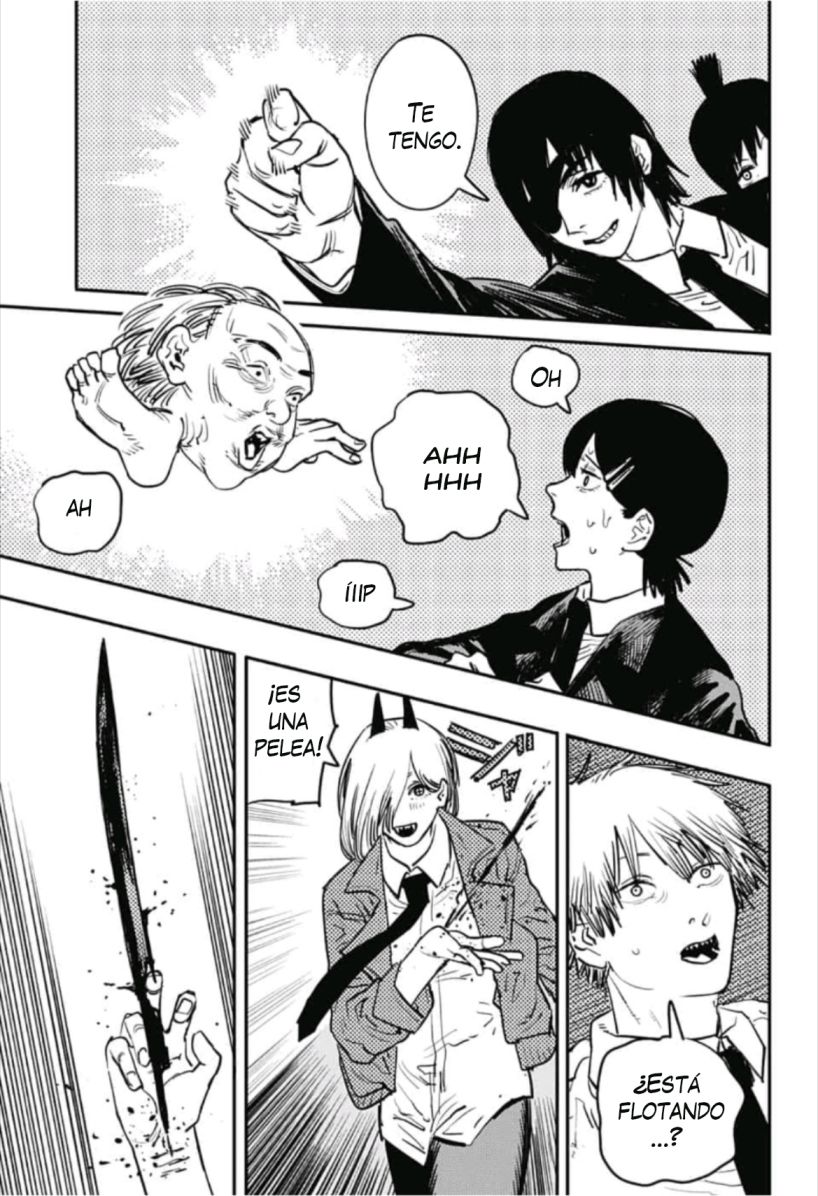 TE
TENGO.
OH
AHH
HHH
AH
ÍIIP
¿ESTÁ
FLOTANDO
...?
¡ES
UNA
PELEA!